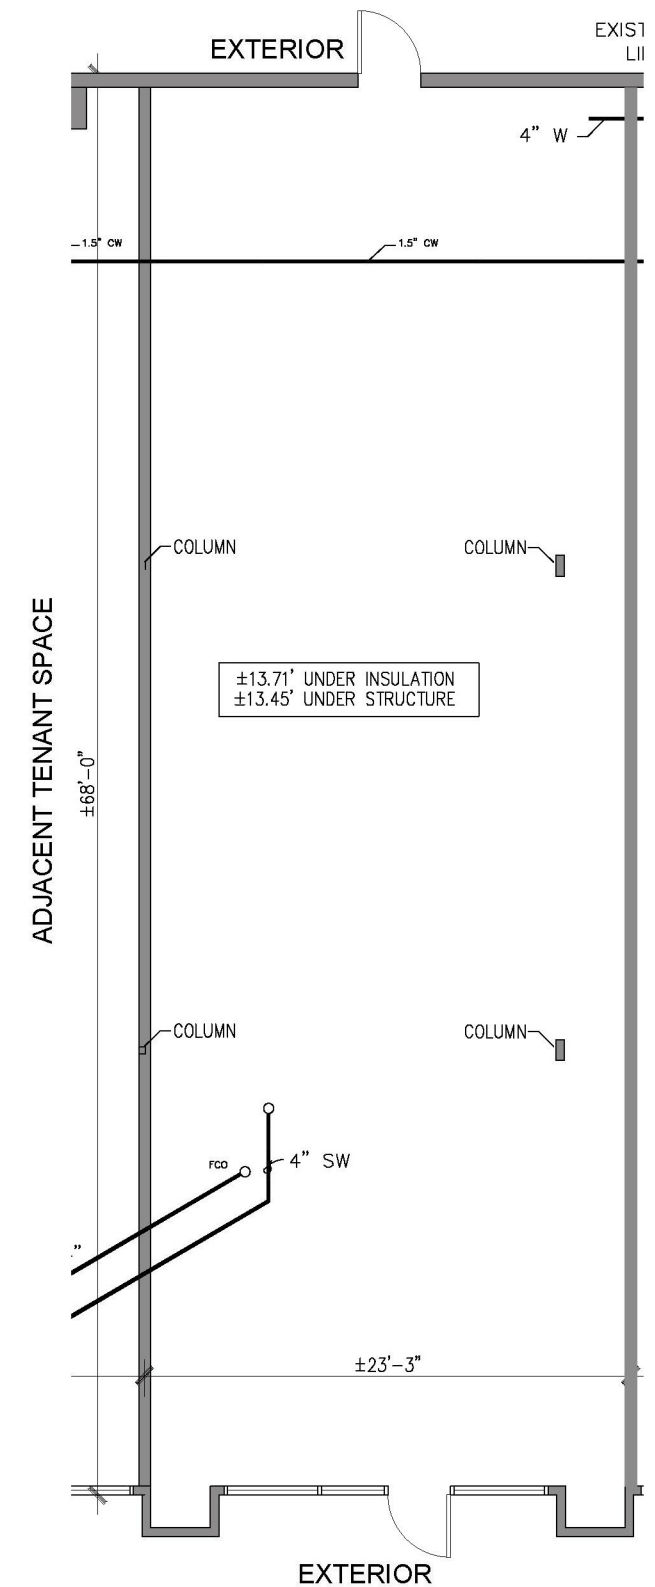 EXTERIOR
4” W
1.5" CW
1.5" CW
COLUMN
COLUMN
±13.71’ UNDER INSULATION
±13.45’ UNDER STRUCTURE
ADJACENT TENANT SPACE
±68’-0”
COLUMN
COLUMN
FCO
4” SW
±23’-3”
EXTERIOR